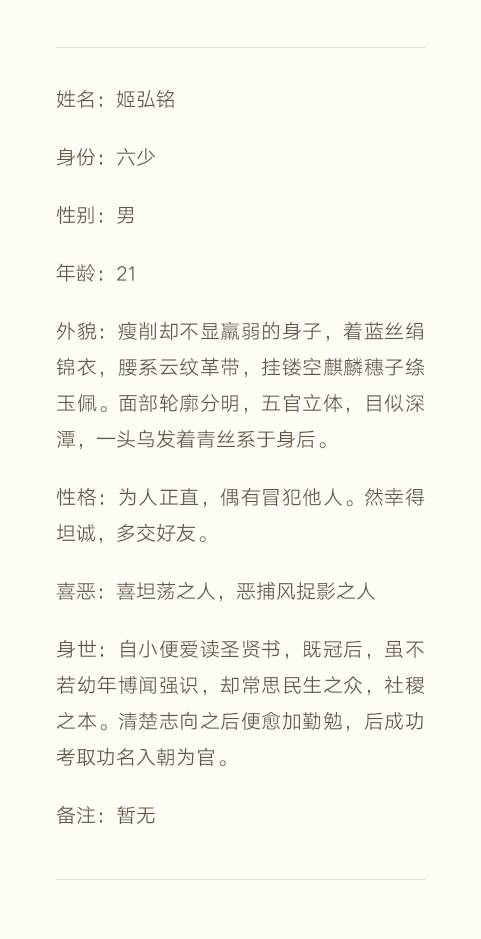 姓名：姬弘铭
身份：六少
性别：男
年龄：21
外貌：瘦削却不显羸弱的身子，着蓝丝绢
锦衣，腰系云纹革带，挂镂空麒麟穗子绦
玉佩。面部轮廓分明，五官立体，目似深
潭，一头乌发着青丝系于身后。
性格：为人正直，偶有冒犯他人。然幸得
坦诚，多交好友。
喜恶：喜坦荡之人，恶捕风捉影之人
身世：自小便爱读圣贤书，既冠后，虽不
若幼年博闻强识，却常思民生之众，社稷
之本。清楚志向之后便愈加勤勉，后成功
考取功名入朝为官。
备注：暂无